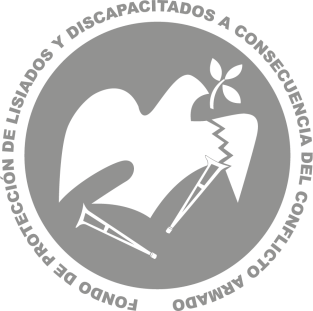 FONDO DE PROTECCIÓN DE LISIADOS Y DISCAPACITADOS A CONSECUENCIA DEL CONFLICTO ARMADO